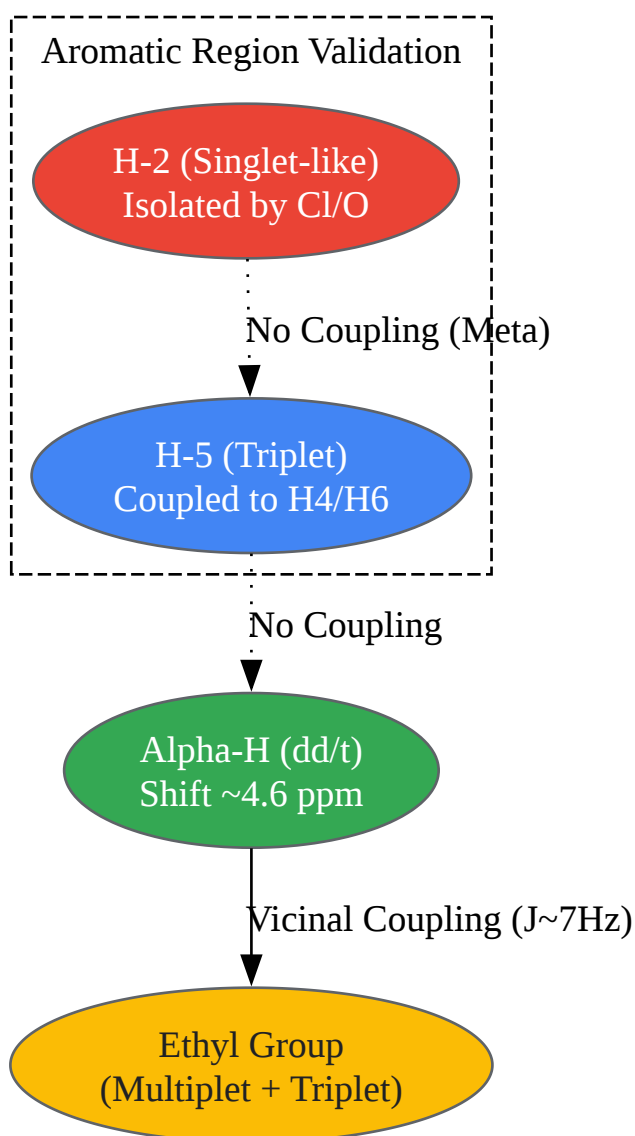 Aromatic Region Validation
H-2 (Singlet-like)
Isolated by Cl/O
No Coupling (Meta)
H-5 (Triplet)
Coupled to H4/H6
No Coupling
Alpha-H (dd/t)
Shift ~4.6 ppm
Vicinal Coupling (J~7Hz)
Ethyl Group
(Multiplet + Triplet)